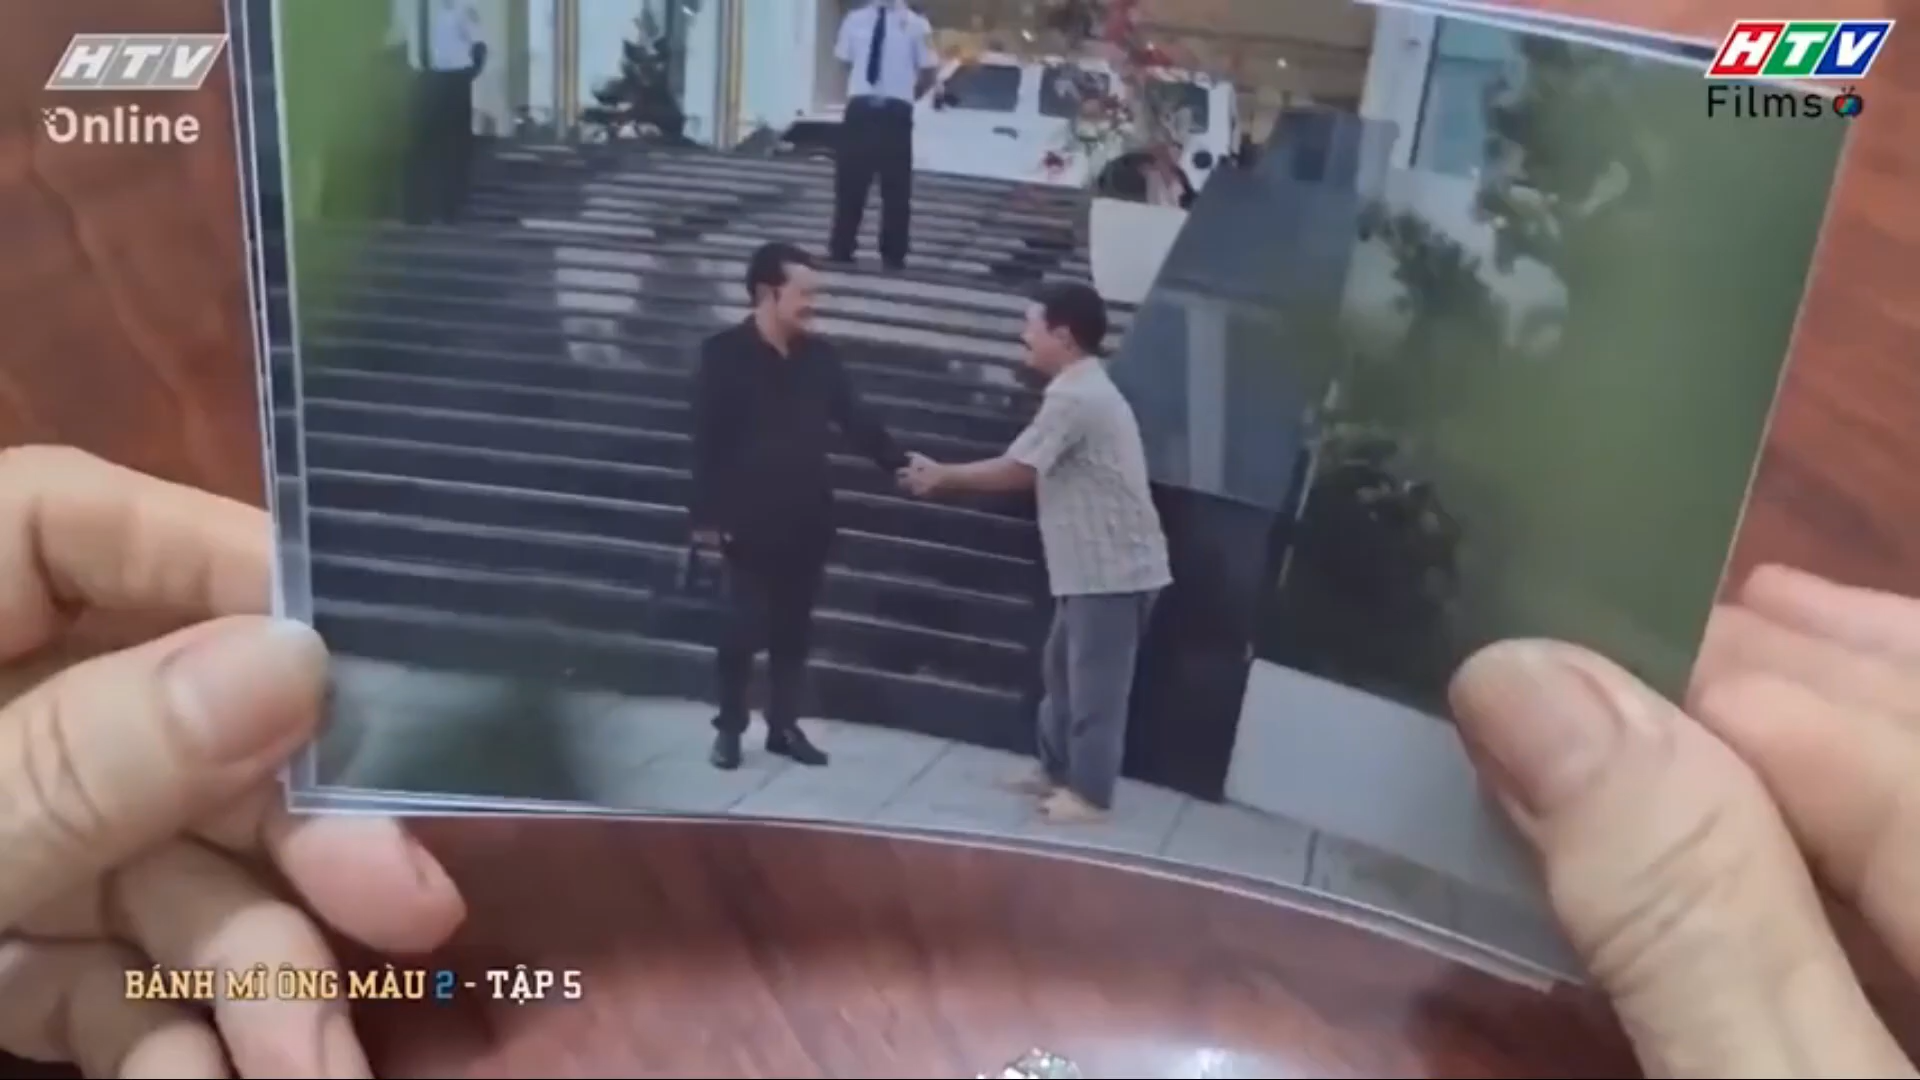 HTV
Online
HTV
Films
BÁNH MÌ ÔNG MÀU 2 - TẬP 5